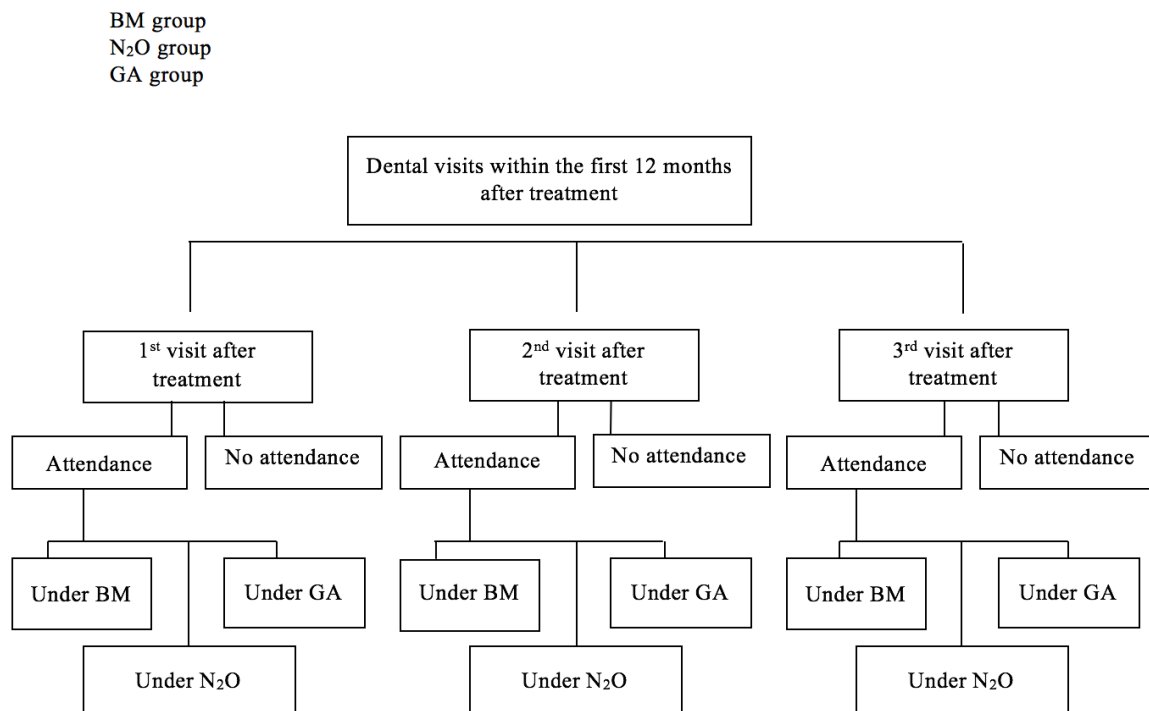 BM group
N₂O group
GA group
Dental visits within the first 12 months
after treatment
1st visit after
treatment
2nd visit after
treatment
3rd visit after
treatment
Attendance
No attendance
Attendance
No attendance
Attendance
No attendance
Under BM
Under GA
Under BM
Under GA
Under BM
Under GA
Under N₂O
Under N₂O
Under N₂O